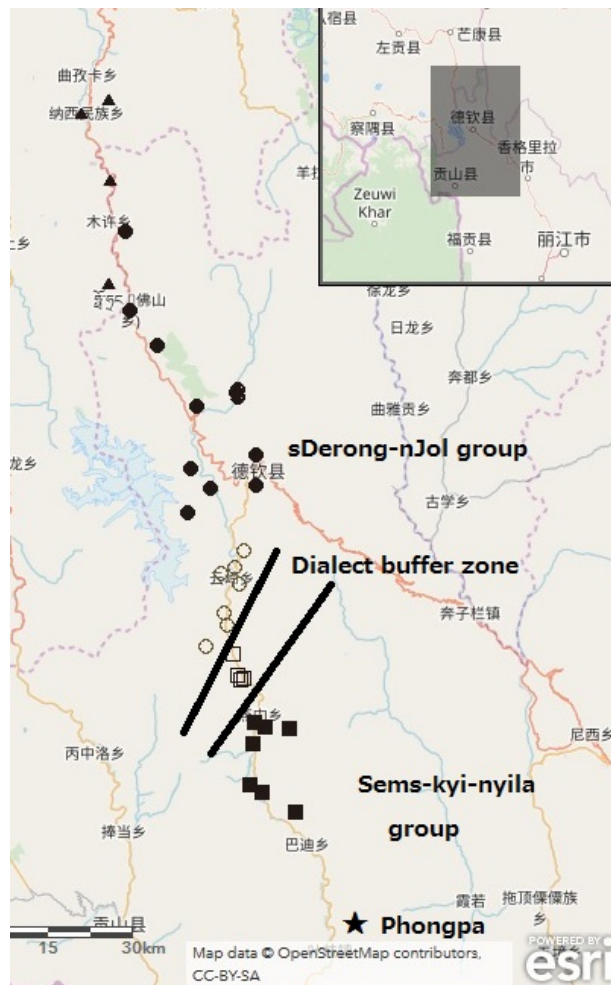 左贡县
芒康县
曲孜卡乡
纳西民族乡
察隅县
德钦县
香格里拉
市
贡山县
Zeuwi
Khar
木许乡
福贡县
丽江市
佛山
乡)
徐龙乡
日龙乡
奔都乡
曲雅贡乡
龙乡
sDerong-nJol group
德钦县
古学乡
Dialect buffer zone
奔子栏镇
尼西乡
丙中洛乡
Sems-kyi-nyila
group
捧当乡
巴迪乡
霞若
拖顶傈僳族
乡
贡山县
Phongpa
15
30km
Map data © OpenStreetMap contributors,
CC-BY-SA
POWERED BY
esri